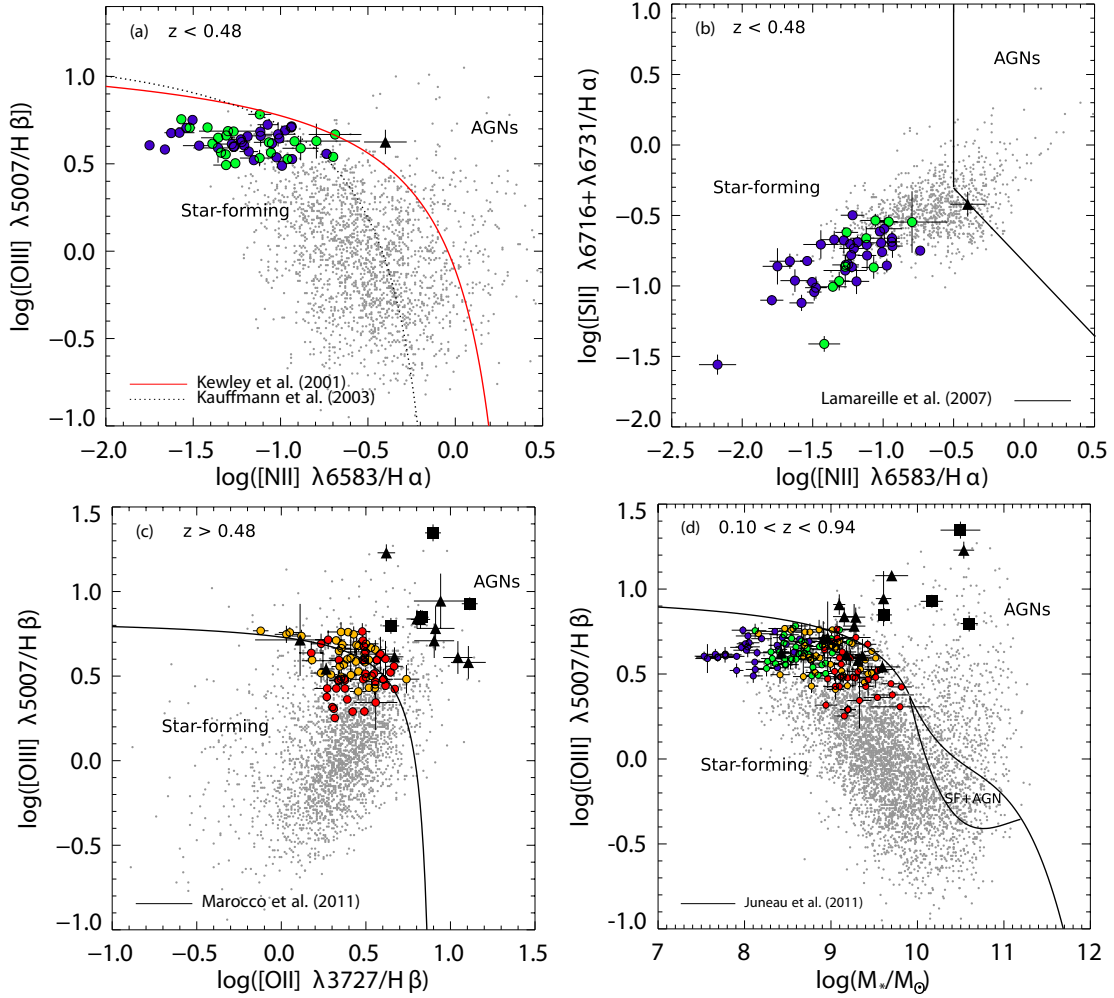 (a) z < 0.48
AGNs
Star-forming
Kewley et al. (2001)
Kauffmann et al. (2003)
1.0
0.5
0.0
−0.5
−1.0
log([OIII] λ5007/H β])
−2.0 −1.5 −1.0 −0.5 0.0 0.5
log([NII] λ6583/H α)
(b) z < 0.48
AGNs
Star-forming
Lamareille et al. (2007)
1.0
0.5
0.0
−0.5
−1.0
−1.5
−2.0
log([SII] λ6716+λ6731/H α)
−2.5 −2.0 −1.5 −1.0 −0.5 0.0 0.5
log([NII] λ6583/H α)
(c) z > 0.48
AGNs
Star-forming
Marocco et al. (2011)
1.5
1.0
0.5
0.0
−0.5
−1.0
log([OIII] λ5007/H β)
−1.0 −0.5 0.0 0.5 1.0 1.5
log([OII] λ3727/H β)
(d) 0.10 < z < 0.94
AGNs
Star-forming
SF+AGN
Juneau et al. (2011)
1.5
1.0
0.5
0.0
-0.5
-1.0
log([OIII] λ5007/H β)
7 8 9 10 11 12
log(M*/M⊙)